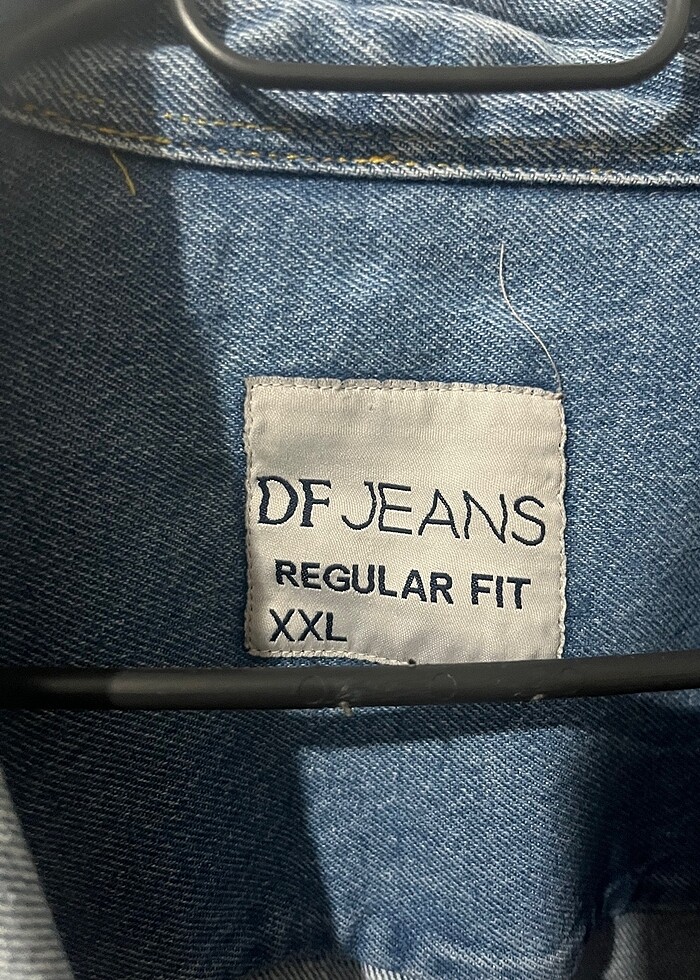 DF JEANS
REGULAR FIT
XXL